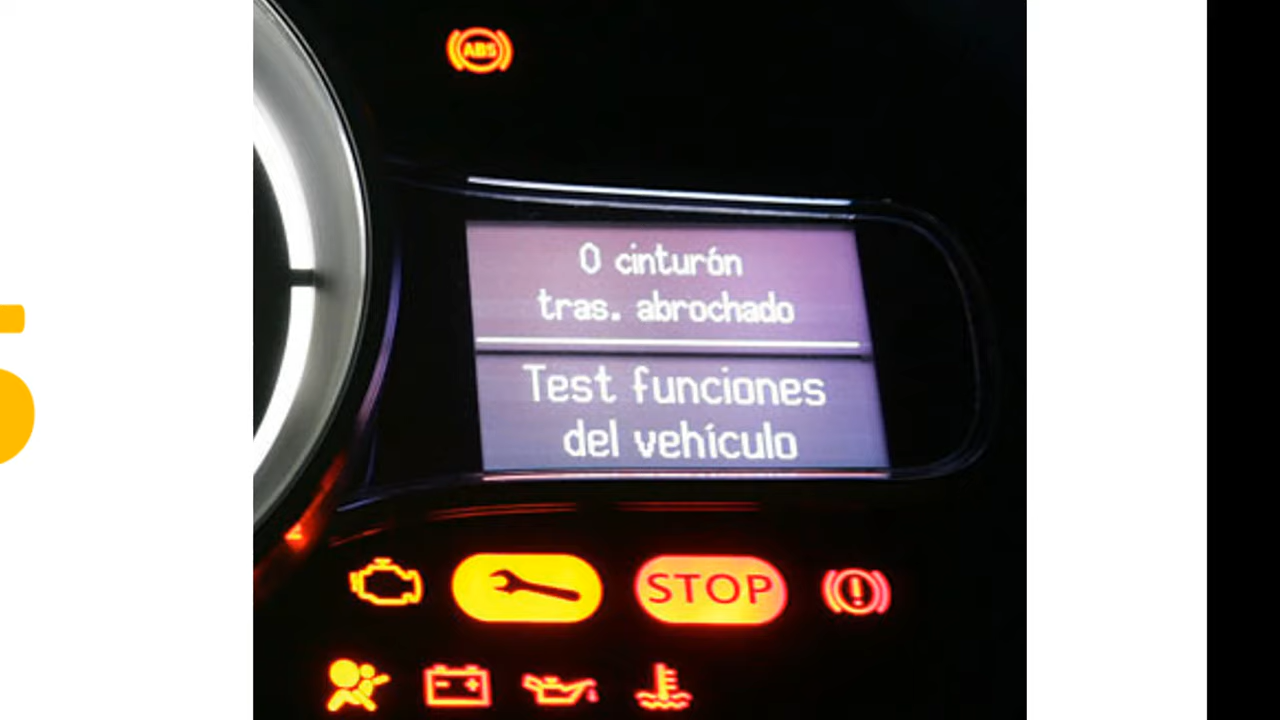 ABS
0 cinturón
tras. abrochado
Test funciones
del vehículo
STOP